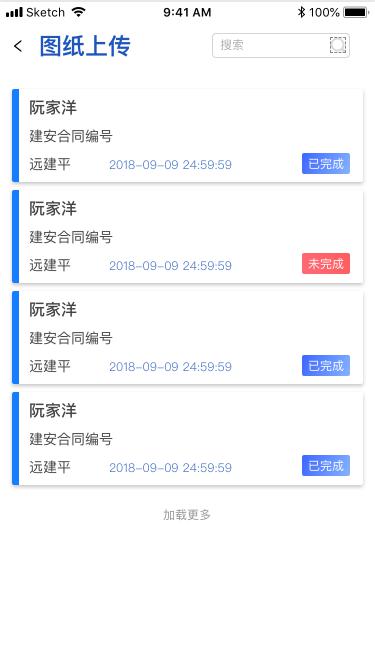 Sketch 9:41 AM 100%
图纸上传 搜索
阮家洋
建安合同编号
远建平 2018-09-09 24:59:59 已完成
阮家洋
建安合同编号
远建平 2018-09-09 24:59:59 未完成
阮家洋
建安合同编号
远建平 2018-09-09 24:59:59 已完成
阮家洋
建安合同编号
远建平 2018-09-09 24:59:59 已完成
加载更多